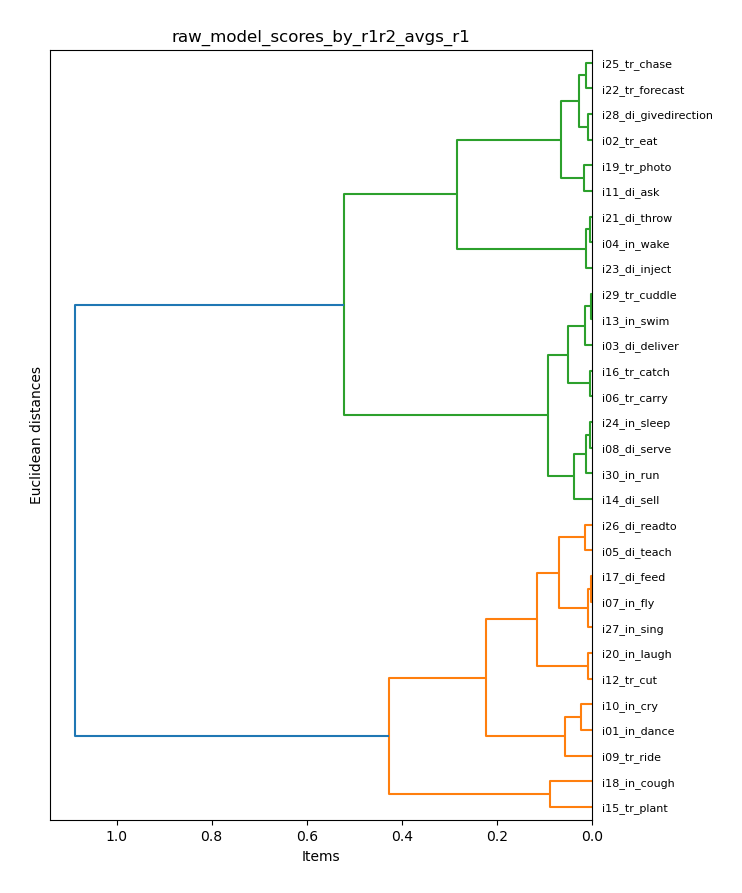 raw_model_scores_by_r1r2_avgs_r1
i25_tr_chase
i22_tr_forecast
i28_di_givedirection
i02_tr_eat
i19_tr_photo
i11_di_ask
i21_di_throw
i04_in_wake
i23_di_inject
i29_tr_cuddle
i13_in_swim
i03_di_deliver
i16_tr_catch
i06_tr_carry
i24_in_sleep
i08_di_serve
i30_in_run
i14_di_sell
i26_di_readto
i05_di_teach
i17_di_feed
i07_in_fly
i27_in_sing
i20_in_laugh
i12_tr_cut
i10_in_cry
i01_in_dance
i09_tr_ride
i18_in_cough
i15_tr_plant
Euclidean distances
1.0 0.8 0.6 0.4 0.2 0.0
Items